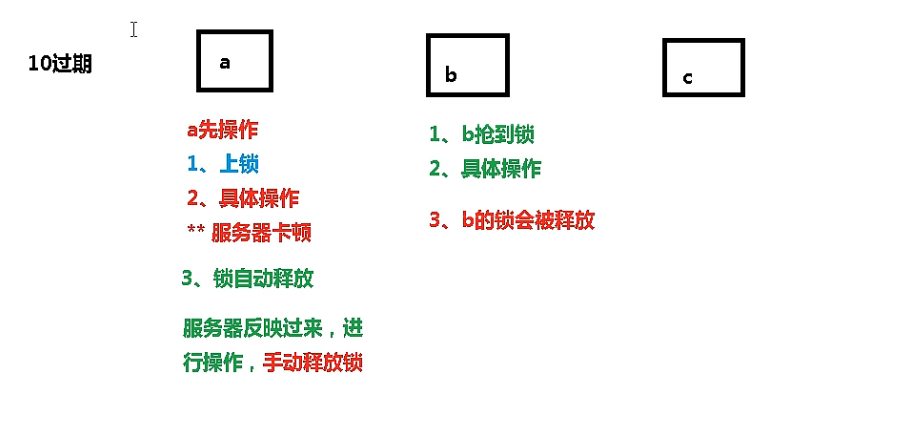 10过期
a
b
c
a先操作
1、上锁
2、具体操作
** 服务器卡顿
3、锁自动释放
服务器反映过来，进
行操作，手动释放锁
1、b抢到锁
2、具体操作
3、b的锁会被释放